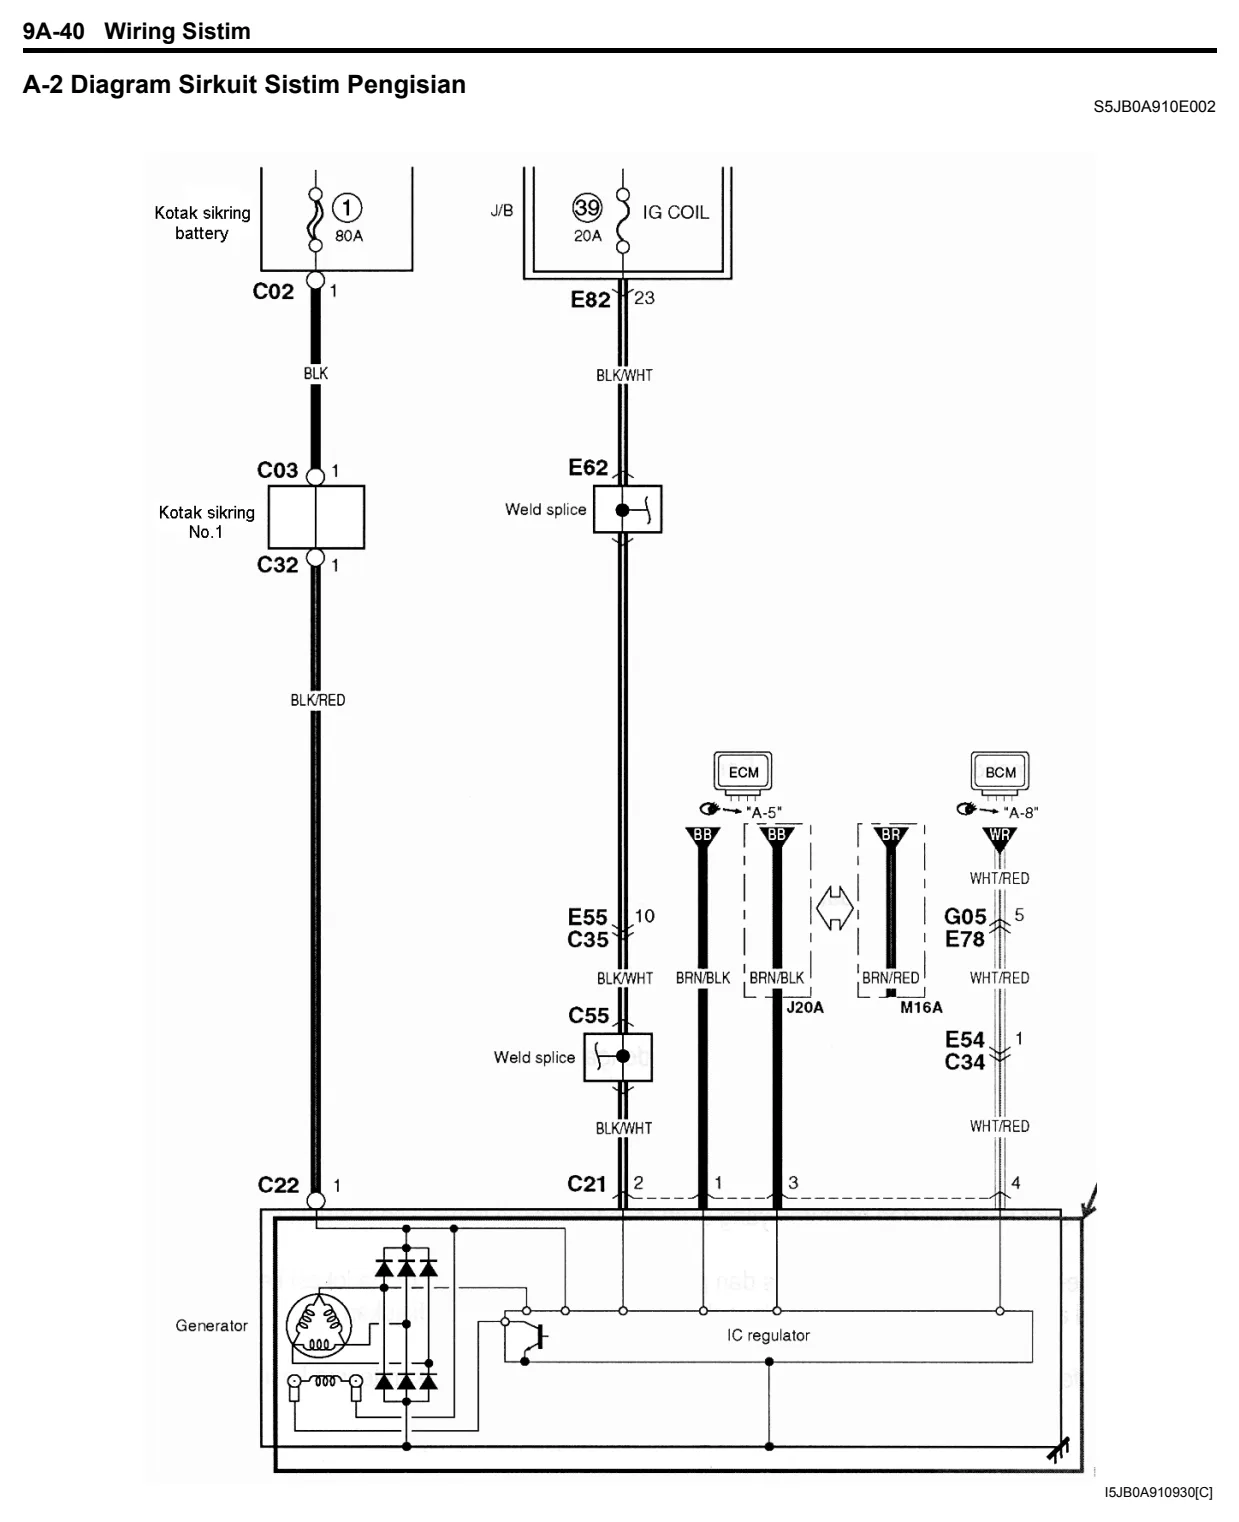 9A-40 Wiring Sistim
A-2 Diagram Sirkuit Sistim Pengisian
S5JB0A910E002
Kotak sikring
battery
1
80A
J/B
39
20A
IG COIL
C02
1
E82
23
BLK
BLK/WHT
C03
1
E62
Kotak sikring
No.1
Weld splice
C32
1
BLK/RED
ECM
BCM
"A-5"
"A-8"
BB
BB
BR
WR
WHT/RED
E55
10
C35
G05
5
E78
BLK/WHT
BRN/BLK
BRN/BLK
BRN/RED
WHT/RED
J20A
M16A
C55
Weld splice
E54
1
C34
BLK/WHT
WHT/RED
C22
1
C21
2
1
3
4
Generator
IC regulator
I5JB0A910930[C]